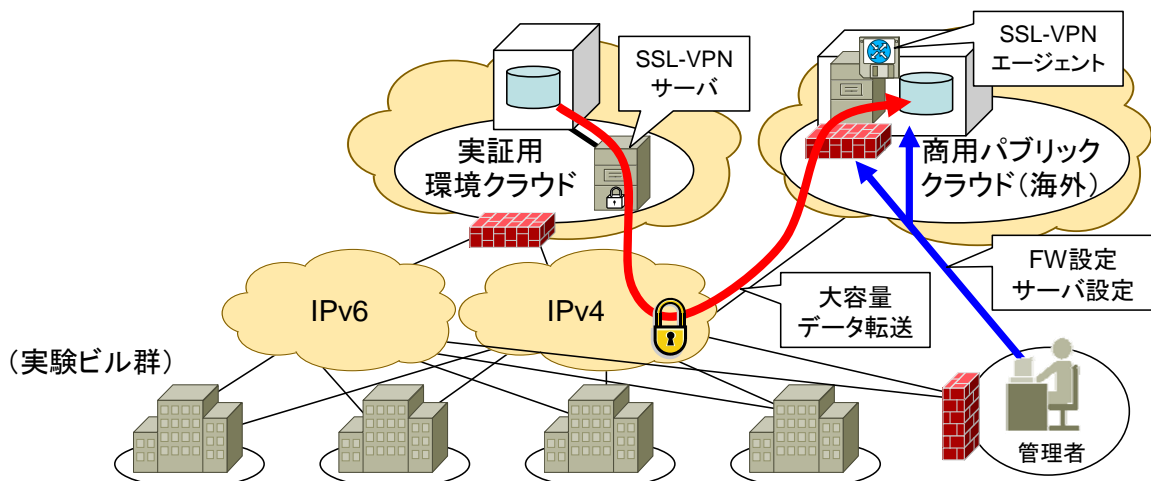 SSL-VPN
サーバ
SSL-VPN
エージェント
実証用
環境クラウド
商用パブリック
クラウド(海外)
FW設定
サーバ設定
IPv6
IPv4
大容量
データ転送
(実験ビル群)
管理者